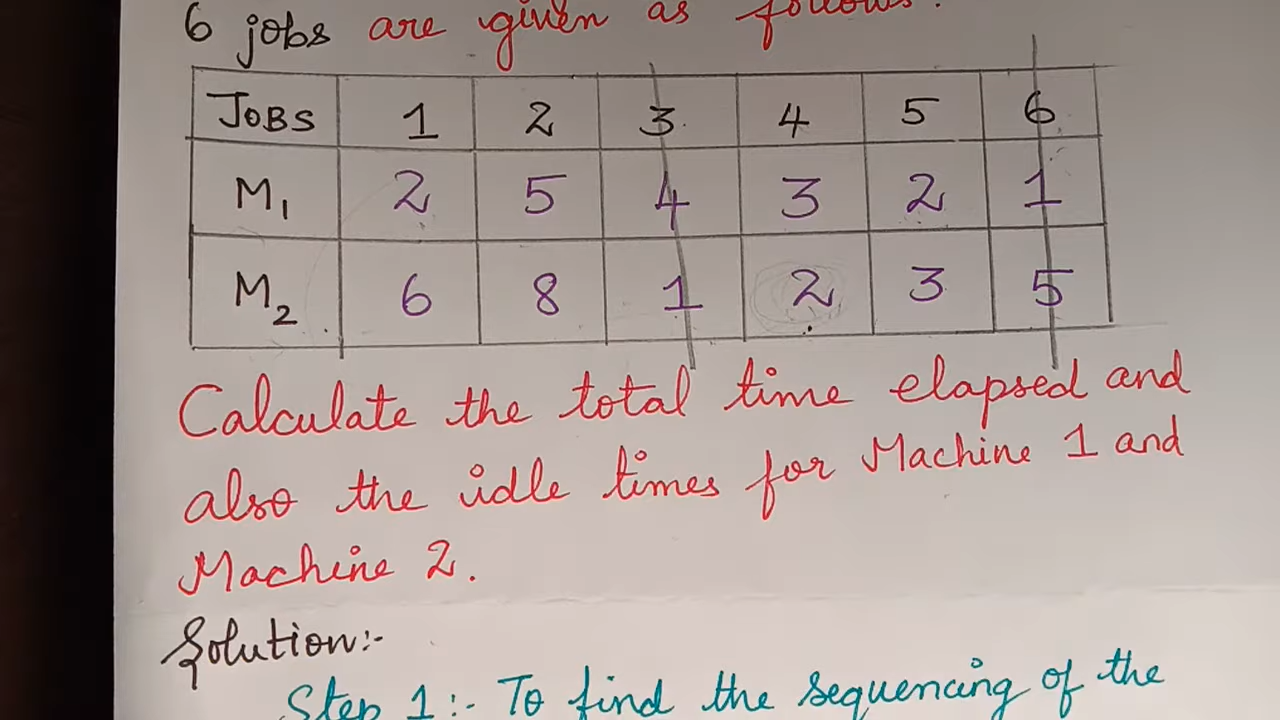 6 jobs are given as follows:
JOBS 1 2 3 4 5 6
M1 2 5 4 3 2 1
M2 6 8 1 2 3 5
Calculate the total time elapsed and
also the idle times for Machine 1 and
Machine 2.
Solution:-
Step 1:- To find the sequencing of the